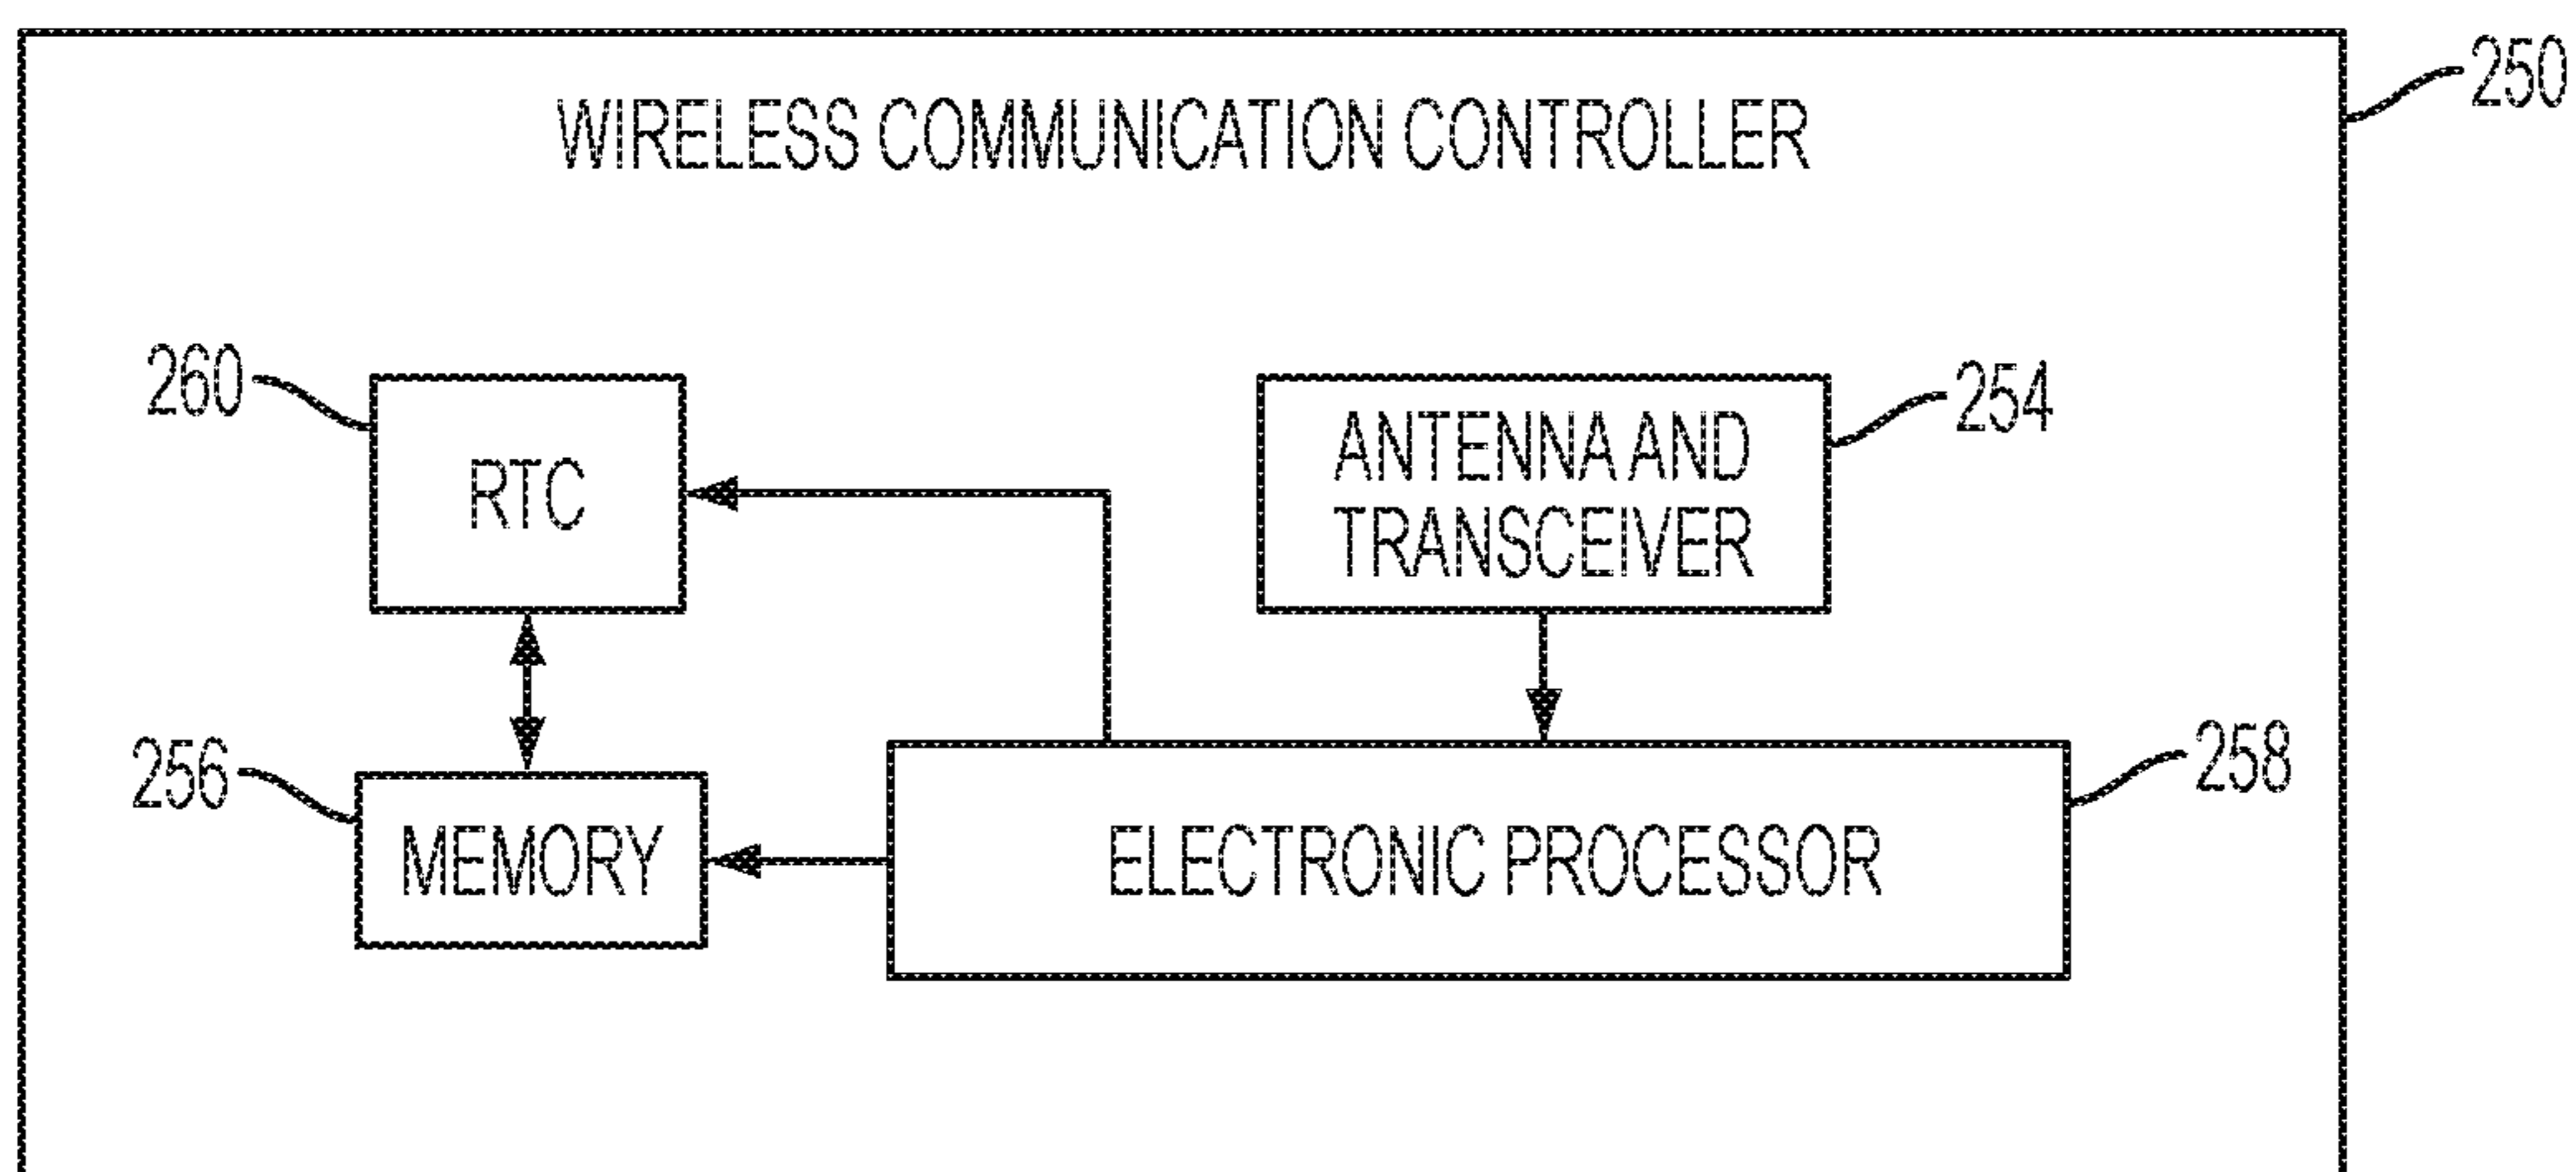 250
WIRELESS COMMUNICATION CONTROLLER
260
RTC
ANTENNA AND
TRANSCEIVER
254
256
MEMORY
ELECTRONIC PROCESSOR
258